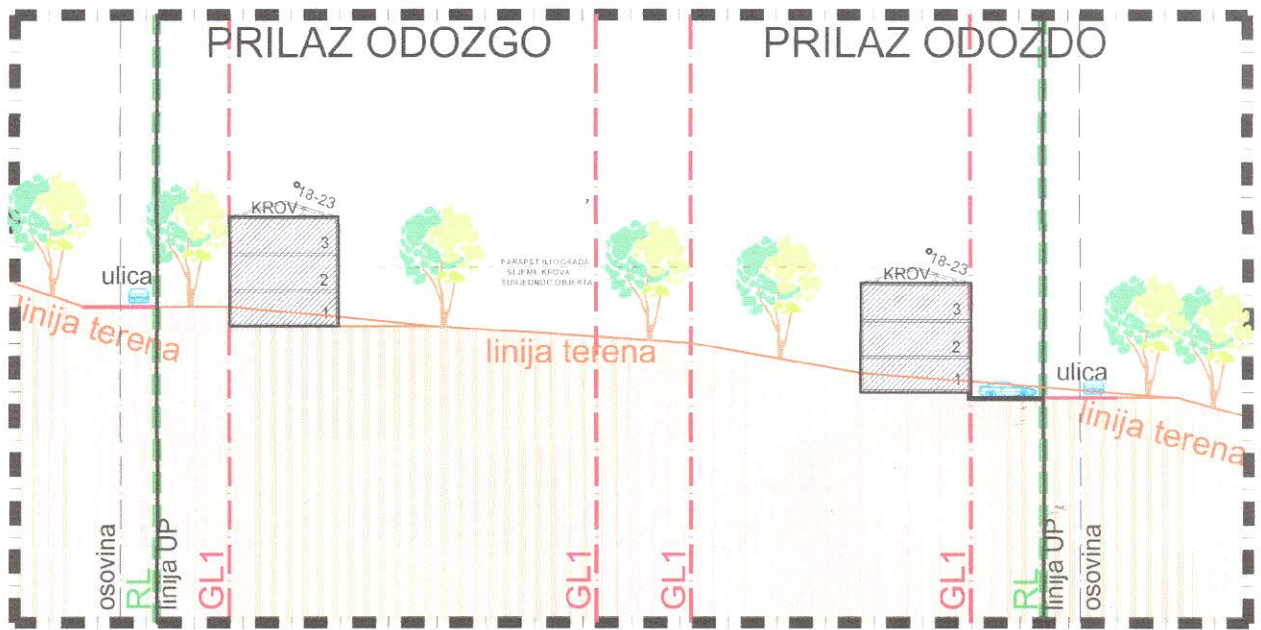 PRILAZ ODOZGO
PRILAZ ODOZDO
°18-23
KROV
3
2
1
ulica
linija terena
PARAPET ILI OGRADA
SLJEME KROVA
SUSJEDNOG OBJEKTA
linija terena
°18-23
KROV
3
2
1
ulica
linija terena
osovina
RL
linija UP
GL1
GL1
GL1
GL1
RL
linija UP
osovina